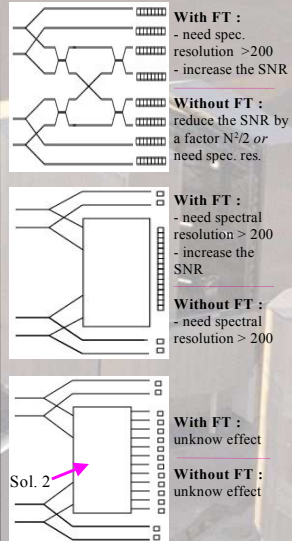 With FT :
- need spec.
resolution >200
- increase the SNR
Without FT :
reduce the SNR by
a factor N²/2 or
need spec. res.
With FT :
- need spectral
resolution > 200
- increase the
SNR
Without FT :
- need spectral
resolution > 200
With FT :
unknow effect
Sol. 2
Without FT :
unknow effect